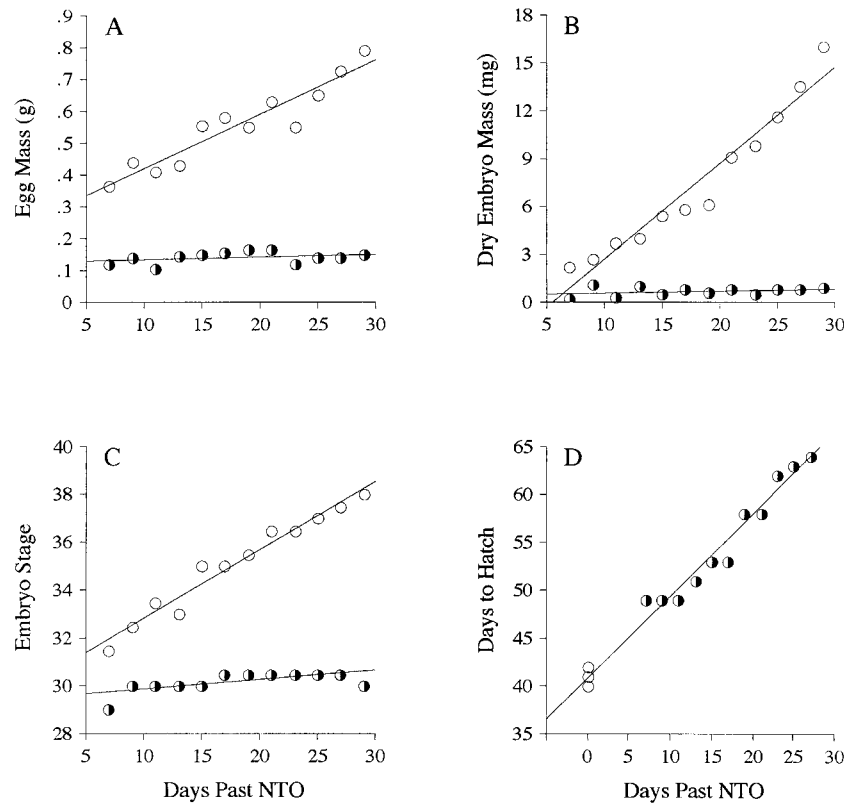 A
Egg Mass (g)
.9
.8
.7
.6
.5
.4
.3
.2
.1
0
5 10 15 20 25 30
B
Dry Embryo Mass (mg)
18
15
12
9
6
3
0
5 10 15 20 25 30
C
Embryo Stage
40
38
36
34
32
30
28
5 10 15 20 25 30
Days Past NTO
D
Days to Hatch
65
60
55
50
45
40
35
0 5 10 15 20 25 30
Days Past NTO